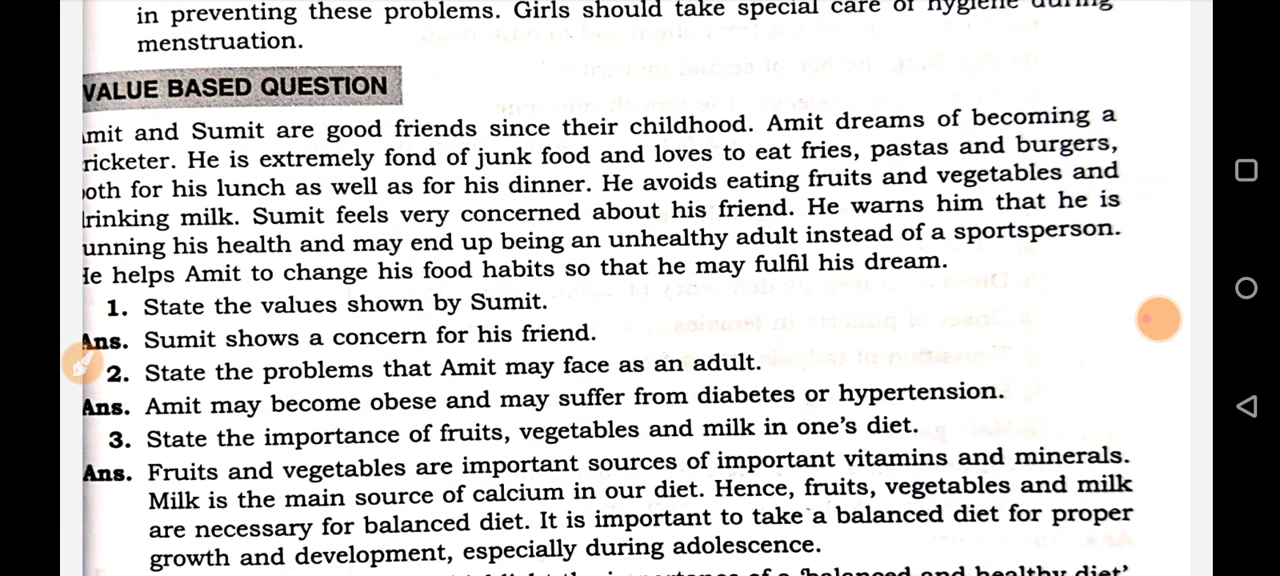 in preventing these problems. Girls should take special care of hygiene during
menstruation.
VALUE BASED QUESTION
mit and Sumit are good friends since their childhood. Amit dreams of becoming a
ricketer. He is extremely fond of junk food and loves to eat fries, pastas and burgers,
oth for his lunch as well as for his dinner. He avoids eating fruits and vegetables and
rinking milk. Sumit feels very concerned about his friend. He warns him that he is
unning his health and may end up being an unhealthy adult instead of a sportsperson.
He helps Amit to change his food habits so that he may fulfil his dream.
1. State the values shown by Sumit.
Ans. Sumit shows a concern for his friend.
2. State the problems that Amit may face as an adult.
Ans. Amit may become obese and may suffer from diabetes or hypertension.
3. State the importance of fruits, vegetables and milk in one's diet.
Ans. Fruits and vegetables are important sources of important vitamins and minerals.
Milk is the main source of calcium in our diet. Hence, fruits, vegetables and milk
are necessary for balanced diet. It is important to take a balanced diet for proper
growth and development, especially during adolescence.
of a 'balanced and healthy diet'